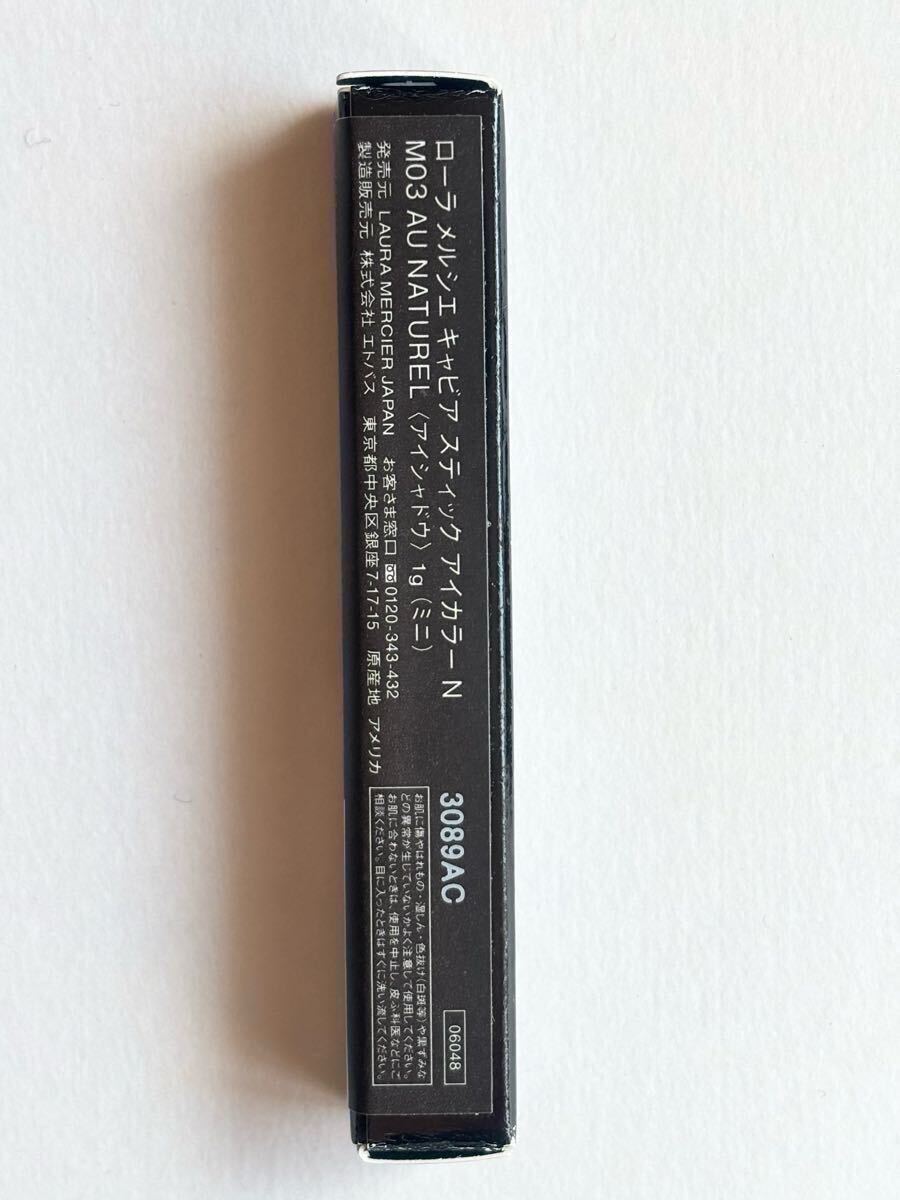 ローラ メルシエ キャビア スティック アイカラー N
M03 AU NATUREL 〈アイシャドウ〉 1g (ミニ)
発売元 LAURA MERCIER JAPAN お客さま窓口 0120-343-432
製造販売元 株式会社 エトバス 東京都中央区銀座7-17-15 原産地 アメリカ
3089AC
06048
お肌に傷やはれもの・湿しん・色抜け(白斑等)や黒ずみな
どの異常が生じていないかよく注意して使用してください。
お肌に合わないときは、使用を中止し、皮ふ科医などにご
相談ください。目に入ったときはすぐに洗い流してください。